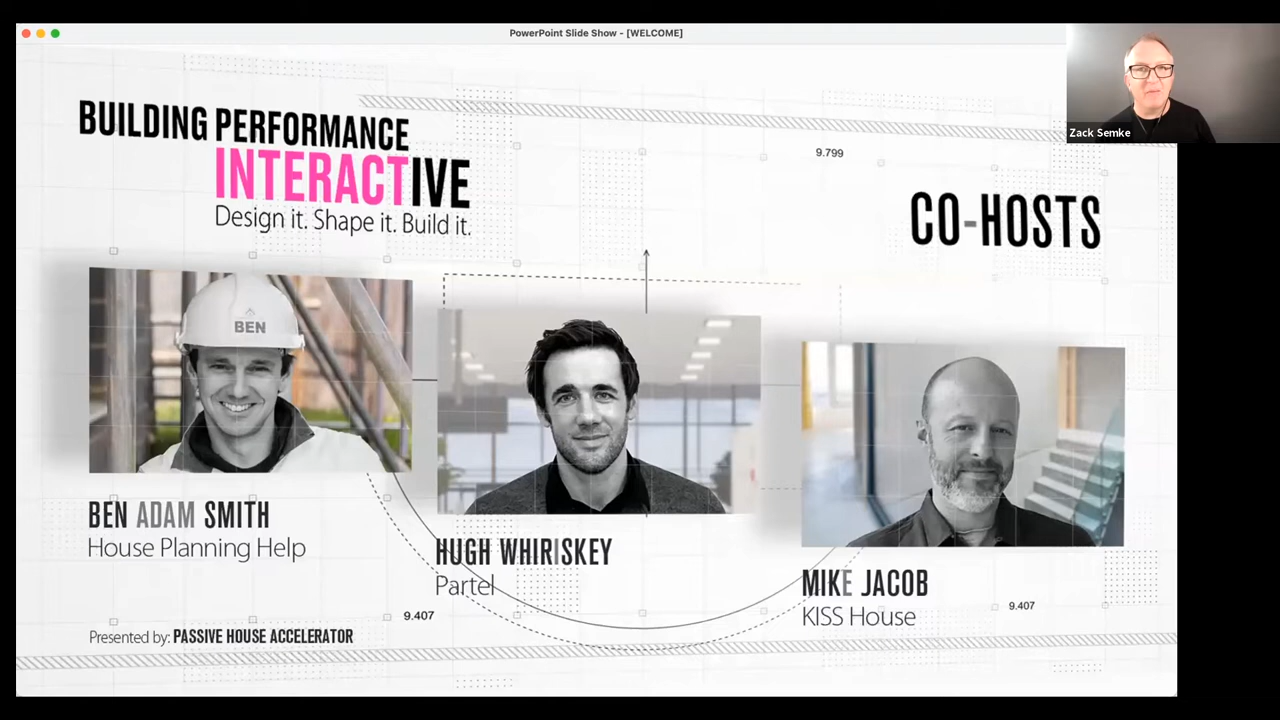 PowerPoint Slide Show - [WELCOME]
Zack Semke
BUILDING PERFORMANCE
INTERACTIVE
Design it. Shape it. Build it.
9.799
CO-HOSTS
BEN
BEN ADAM SMITH
House Planning Help
HUGH WHIRISKEY
Partel
MIKE JACOB
KISS House
9.407
9.407
Presented by: PASSIVE HOUSE ACCELERATOR